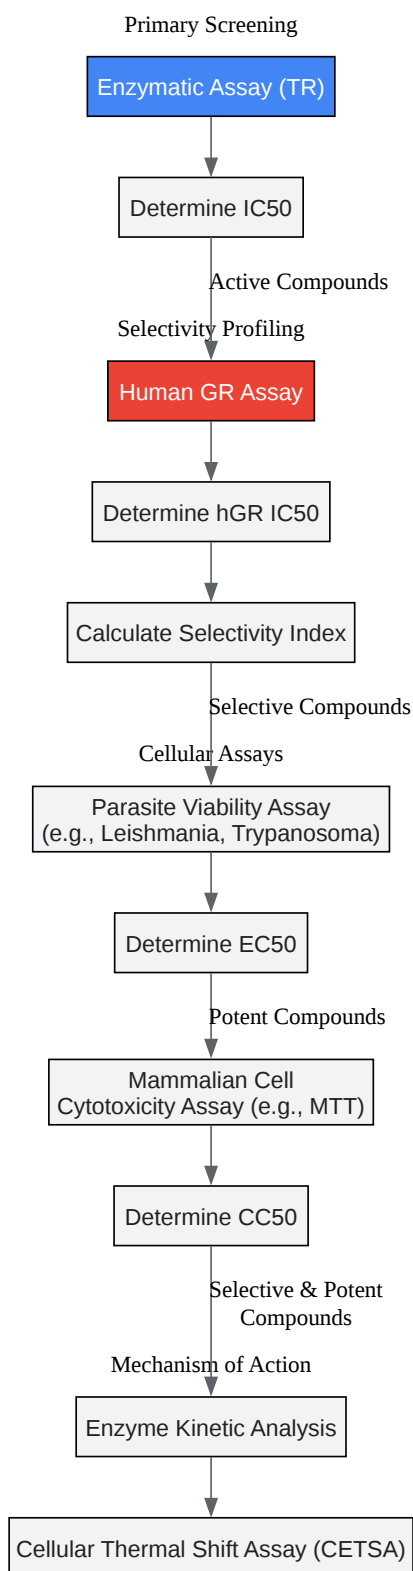 Primary Screening
Enzymatic Assay (TR)
Determine IC50
Active Compounds
Selectivity Profiling
Human GR Assay
Determine hGR IC50
Calculate Selectivity Index
Selective Compounds
Cellular Assays
Parasite Viability Assay
(e.g., Leishmania, Trypanosoma)
Determine EC50
Potent Compounds
Mammalian Cell
Cytotoxicity Assay (e.g., MTT)
Determine CC50
Selective & Potent
Compounds
Mechanism of Action
Enzyme Kinetic Analysis
Cellular Thermal Shift Assay (CETSA)